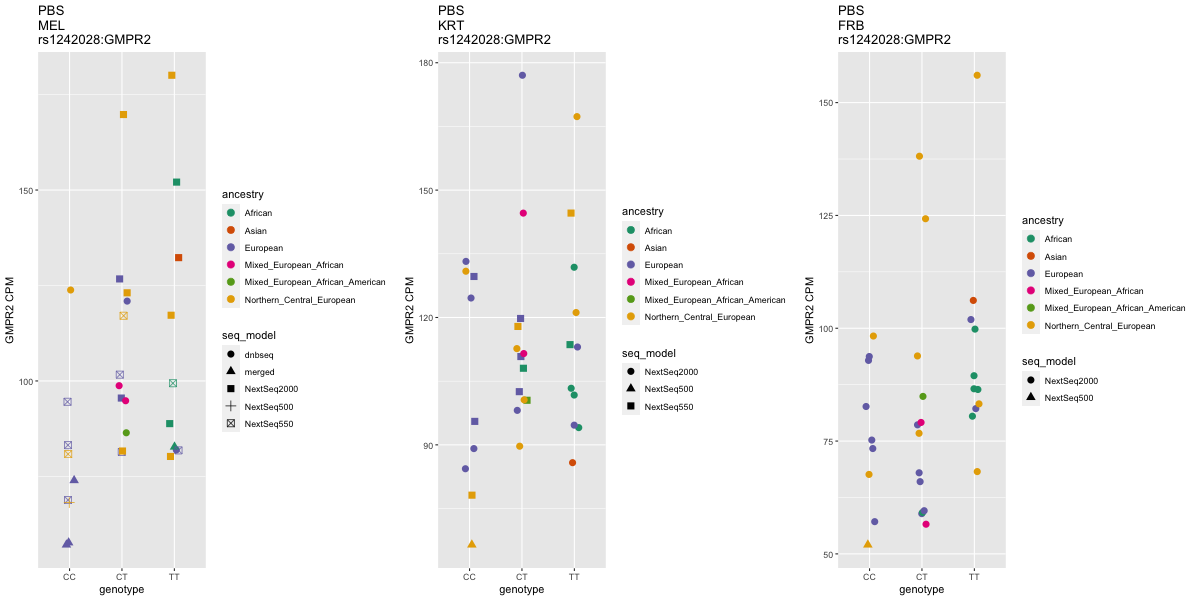 PBS
MEL
rs1242028:GMPR2
GMPR2 CPM
150
100
CC
CT
TT
genotype
ancestry
African
Asian
European
Mixed_European_African
Mixed_European_African_American
Northern_Central_European
seq_model
dnbseq
merged
NextSeq2000
NextSeq500
NextSeq550
PBS
KRT
rs1242028:GMPR2
GMPR2 CPM
180
150
120
90
CC
CT
TT
genotype
ancestry
African
Asian
European
Mixed_European_African
Mixed_European_African_American
Northern_Central_European
seq_model
NextSeq2000
NextSeq500
NextSeq550
PBS
FRB
rs1242028:GMPR2
GMPR2 CPM
150
125
100
75
50
CC
CT
TT
genotype
ancestry
African
Asian
European
Mixed_European_African
Mixed_European_African_American
Northern_Central_European
seq_model
NextSeq2000
NextSeq500